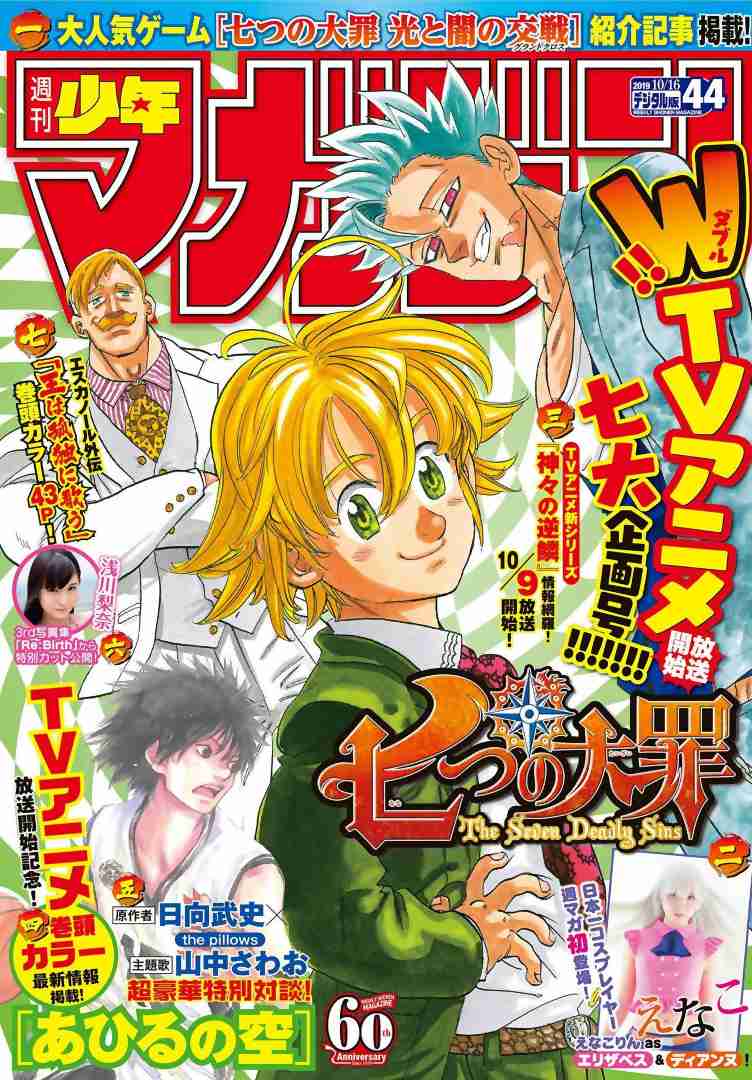 一 大人気ゲーム[七つの大罪 光と闇の交戦]紹介記事掲載!
グランドクロス
週刊
少年
マガジン
2019 10/16
デジタル版
44
WEEKLY SHONEN MAGAZINE
W!!
ダブル
TVアニメ
放送開始
七大企画号!!!!!!!
七
エスカノール外伝
『王は孤独に歌う』
巻頭カラー43P!
三
TVアニメ新シリーズ
『神々の逆鱗』
情報網羅!
10/9放送開始!
浅川梨奈
六
3rd写真集
「Re:Birth」から
特別カット公開!
七つの大罪
なな
たいざい
The Seven Deadly Sins
TVアニメ
放送開始記念!
四
巻頭
カラー
最新情報
掲載!
五
原作者 日向武史×
the pillows
主題歌 山中さわお
超豪華特別対談!
[あひるの空]
WEEKLY SHONEN
MAGAZINE
60th
Anniversary
二
日本一コスプレイヤー
週マガ初登場!
えなこ
「えなこりん」as
エリザベス&ディアンヌ!